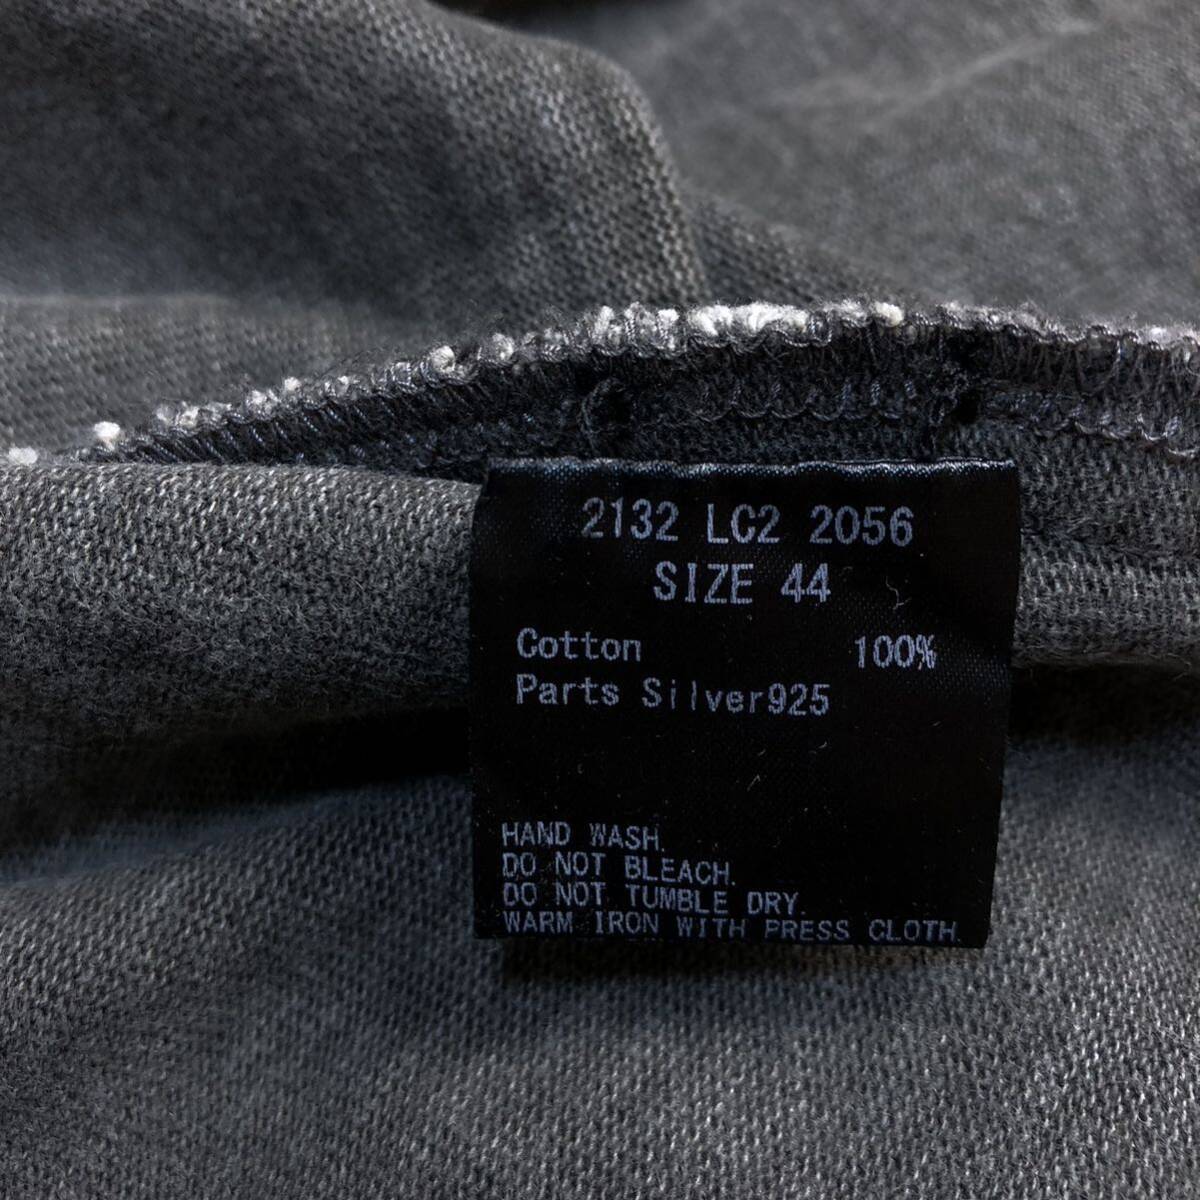 2132 LC2 2056
SIZE 44
Cotton 100%
Parts Silver925
HAND WASH.
DO NOT BLEACH.
DO NOT TUMBLE DRY.
WARM IRON WITH PRESS CLOTH.